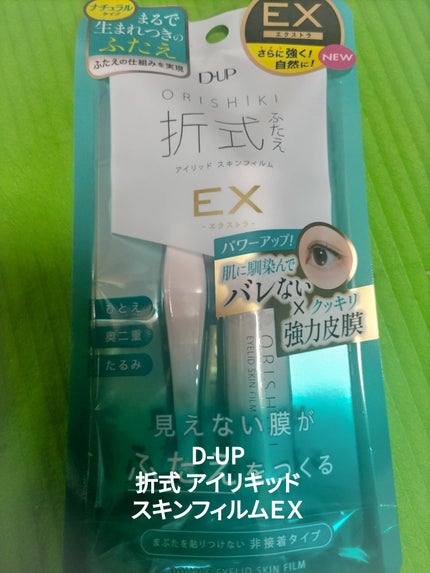 ナチュラル
タイプ
まるで
生まれつきの
ふたえ
ふたえの仕組みを実現
EX
エクストラ
さらに強く!
自然に!
NEW
D-UP
ORISHIKI
折式
ふたえ
アイリッド スキンフィルム
EX
-エクストラ-
パワーアップ!
肌に馴染んで
バレない
×クッキリ
強力皮膜
ひとえ
奥二重
たるみ
ORISHIKI
EYELID SKIN FILM
見えない膜が
ふたえをつくる
D-UP
折式 アイリキッド
スキンフィルムEX
まぶたを貼りつけない 非接着タイプ
EYELID SKIN FILM